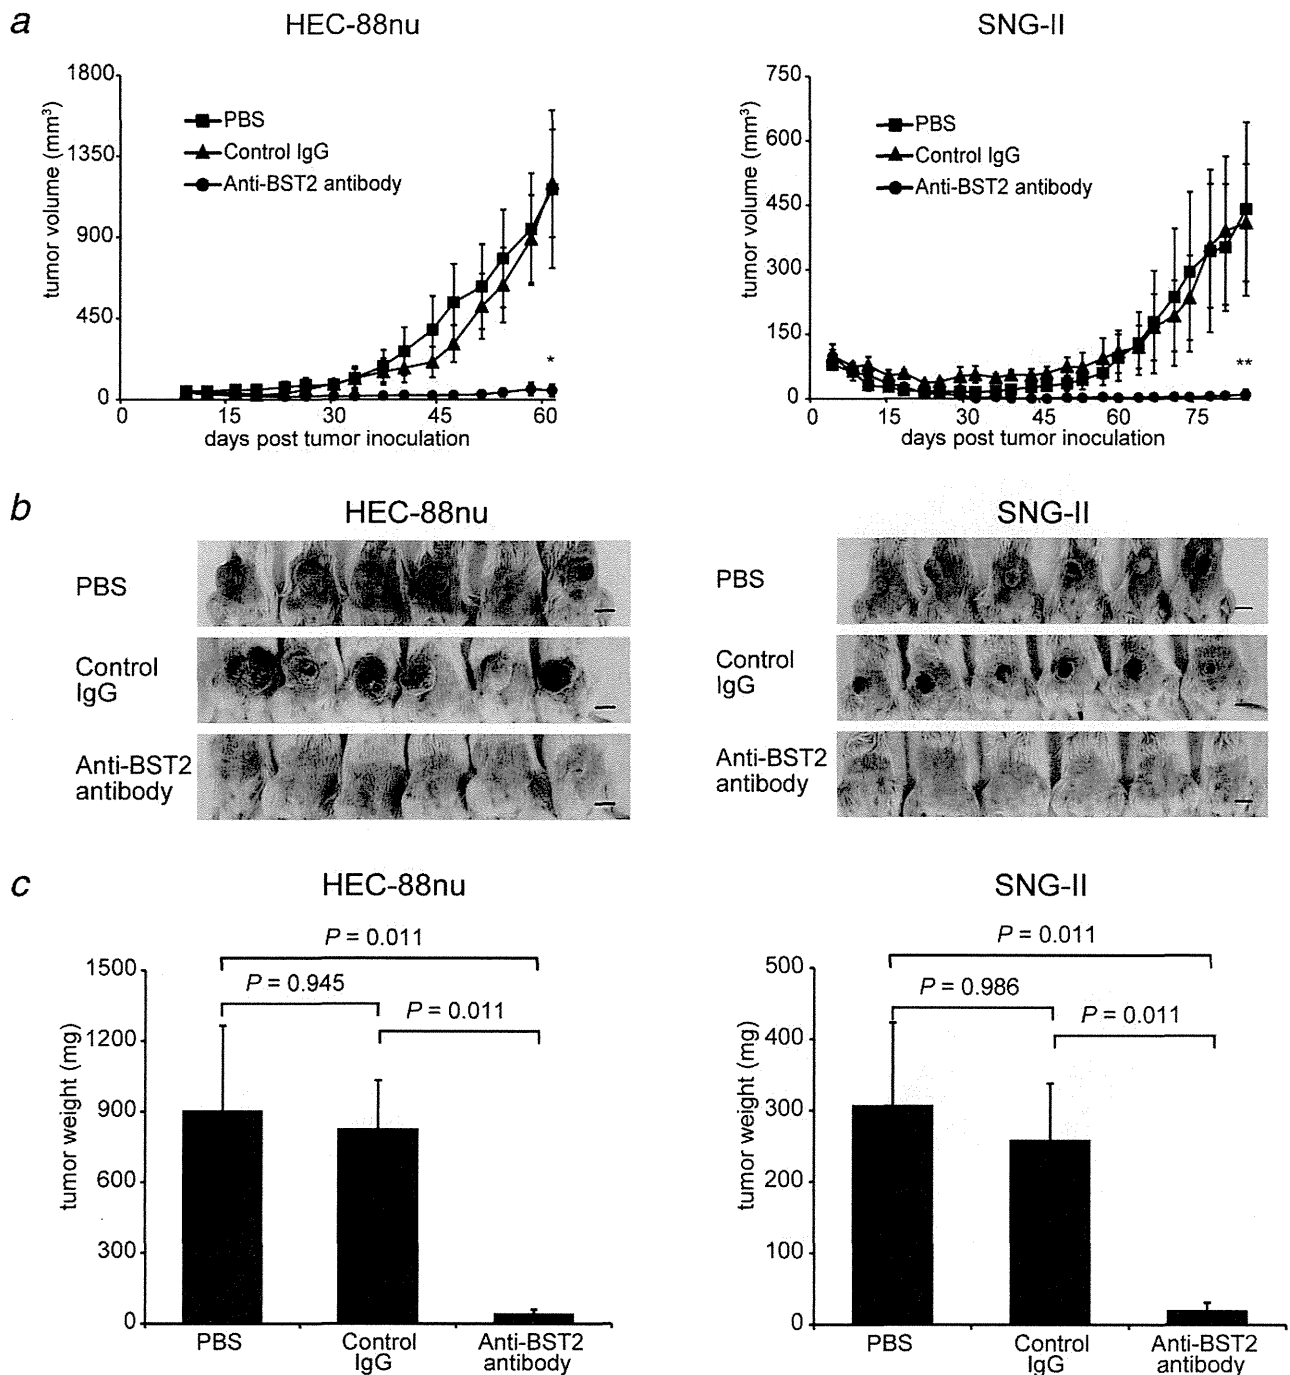 a
HEC-88nu
SNG-II
tumor volume (mm3)
1800
1350
900
450
0
PBS
Control IgG
Anti-BST2 antibody
*
0 15 30 45 60
days post tumor inoculation
tumor volume (mm3)
750
600
450
300
150
0
PBS
Control IgG
Anti-BST2 antibody
**
0 15 30 45 60 75
days post tumor inoculation
b
HEC-88nu
SNG-II
PBS
Control
IgG
Anti-BST2
antibody
PBS
Control
IgG
Anti-BST2
antibody
c
HEC-88nu
SNG-II
P = 0.011
P = 0.945
P = 0.011
tumor weight (mg)
1500
1200
900
600
300
0
PBS
Control
IgG
Anti-BST2
antibody
P = 0.011
P = 0.986
P = 0.011
tumor weight (mg)
500
400
300
200
100
0
PBS
Control
IgG
Anti-BST2
antibody